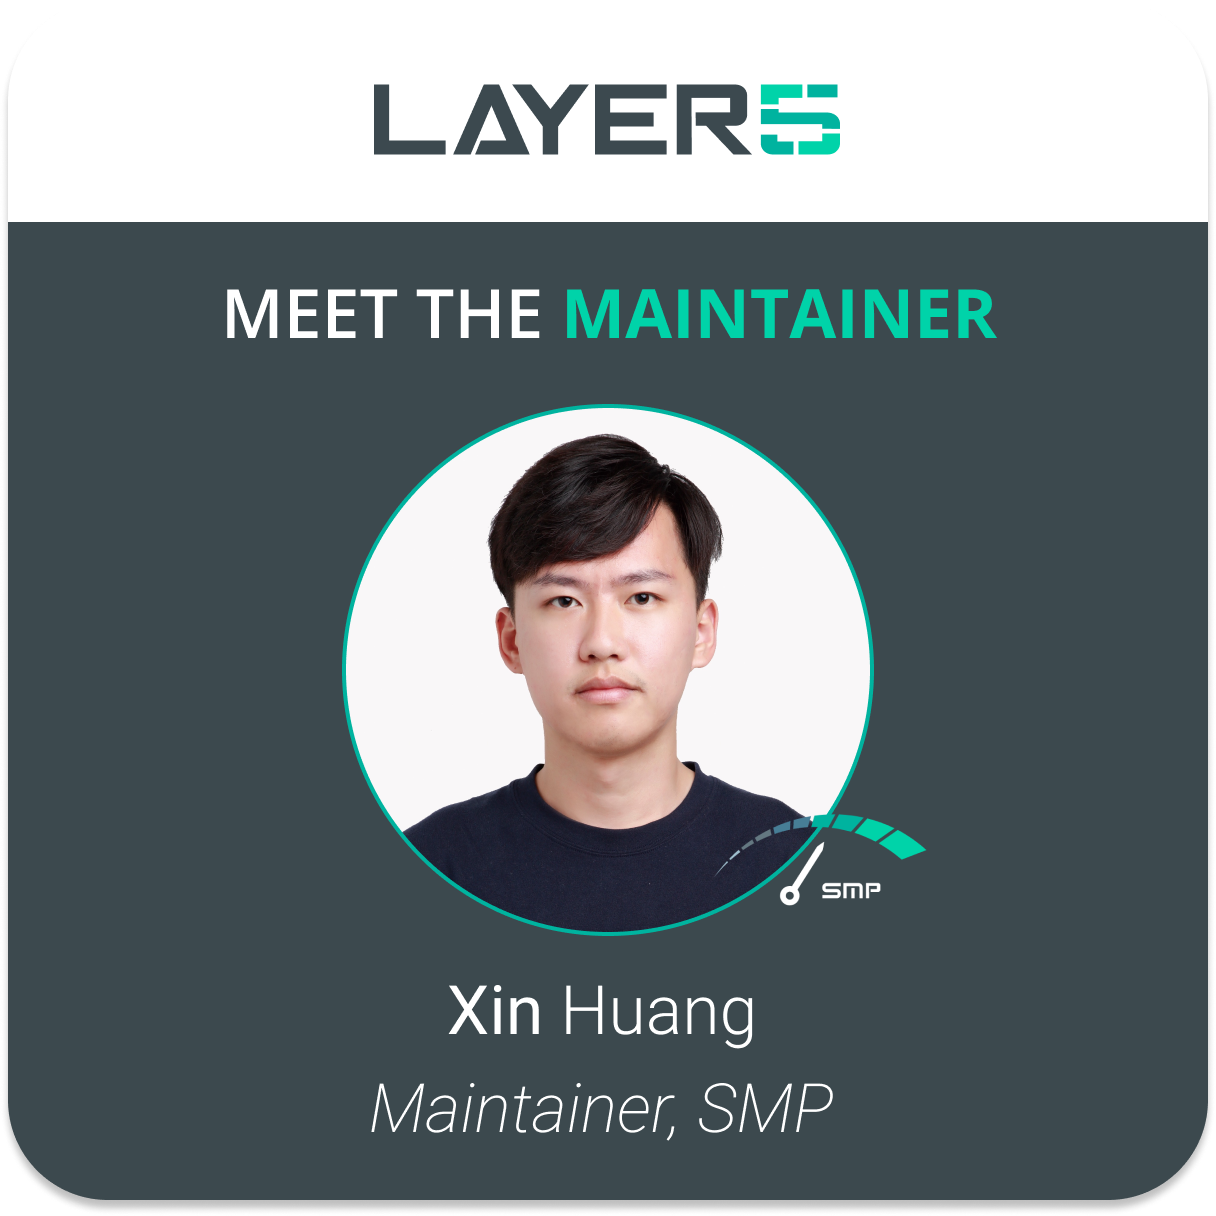 LAYER5
MEET THE MAINTAINER
SMP
Xin Huang
Maintainer, SMP